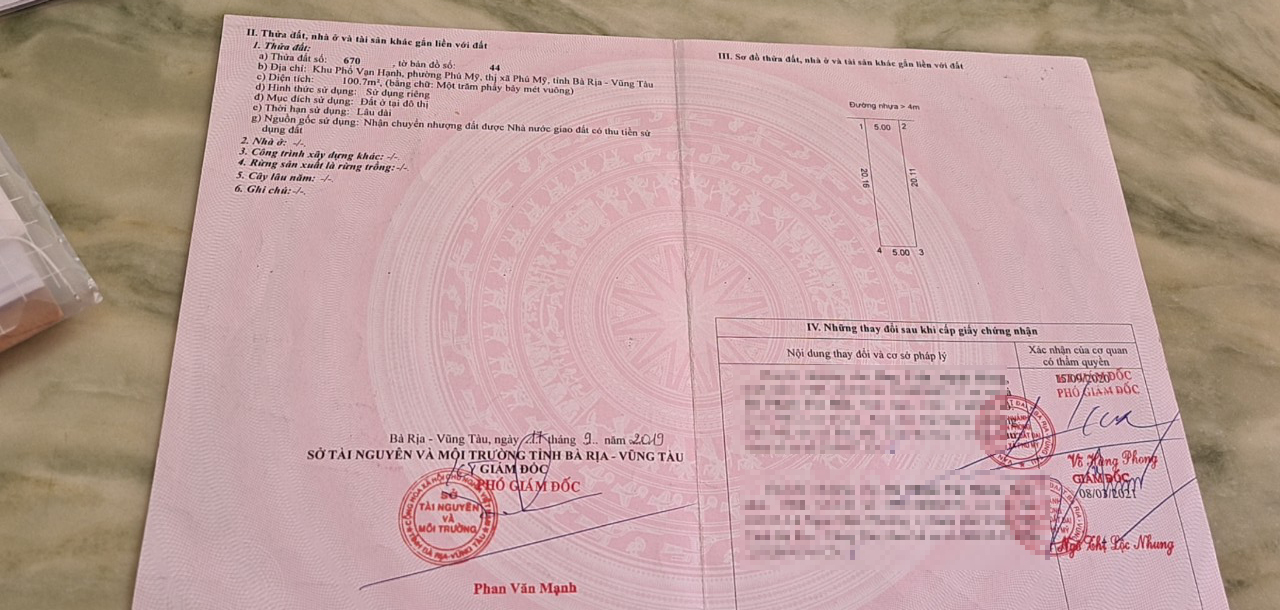 II. Thửa đất, nhà ở và tài sản khác gắn liền với đất
1. Thửa đất:
a) Thửa đất số: 670 , tờ bản đồ số: 44
b) Địa chỉ: Khu Phố Vạn Hạnh, phường Phú Mỹ, thị xã Phú Mỹ, tỉnh Bà Rịa - Vũng Tàu
c) Diện tích: 100.7m², (bằng chữ: Một trăm phẩy bảy mét vuông)
d) Hình thức sử dụng: Sử dụng riêng
đ) Mục đích sử dụng: Đất ở tại đô thị
e) Thời hạn sử dụng: Lâu dài
g) Nguồn gốc sử dụng: Nhận chuyển nhượng đất được Nhà nước giao đất có thu tiền sử
dụng đất
2. Nhà ở: -/-.
3. Công trình xây dựng khác: -/-.
4. Rừng sản xuất là rừng trồng: -/-.
5. Cây lâu năm: -/-.
6. Ghi chú: -/-.
Bà Rịa - Vũng Tàu, ngày 17 tháng 9.. năm 2019
SỞ TÀI NGUYÊN VÀ MÔI TRƯỜNG TỈNH BÀ RỊA - VŨNG TÀU
GIÁM ĐỐC
PHÓ GIÁM ĐỐC
SỞ
TÀI NGUYÊN
VÀ
MÔI TRƯỜNG
TỈNH BÀ RỊA-VŨNG TÀU
Phan Văn Mạnh
III. Sơ đồ thửa đất, nhà ở và tài sản khác gắn liền với đất
Đường nhựa > 4m
1 5.00 2
20.16
20.11
4 5.00 3
IV. Những thay đổi sau khi cấp giấy chứng nhận
Nội dung thay đổi và cơ sở pháp lý
Xác nhận của cơ quan
có thẩm quyền
15/09/2020
PHÓ GIÁM ĐỐC
Võ Hồng Phong
GIÁM ĐỐC
08/03/2021
Ngô Thị Lộc Nhung